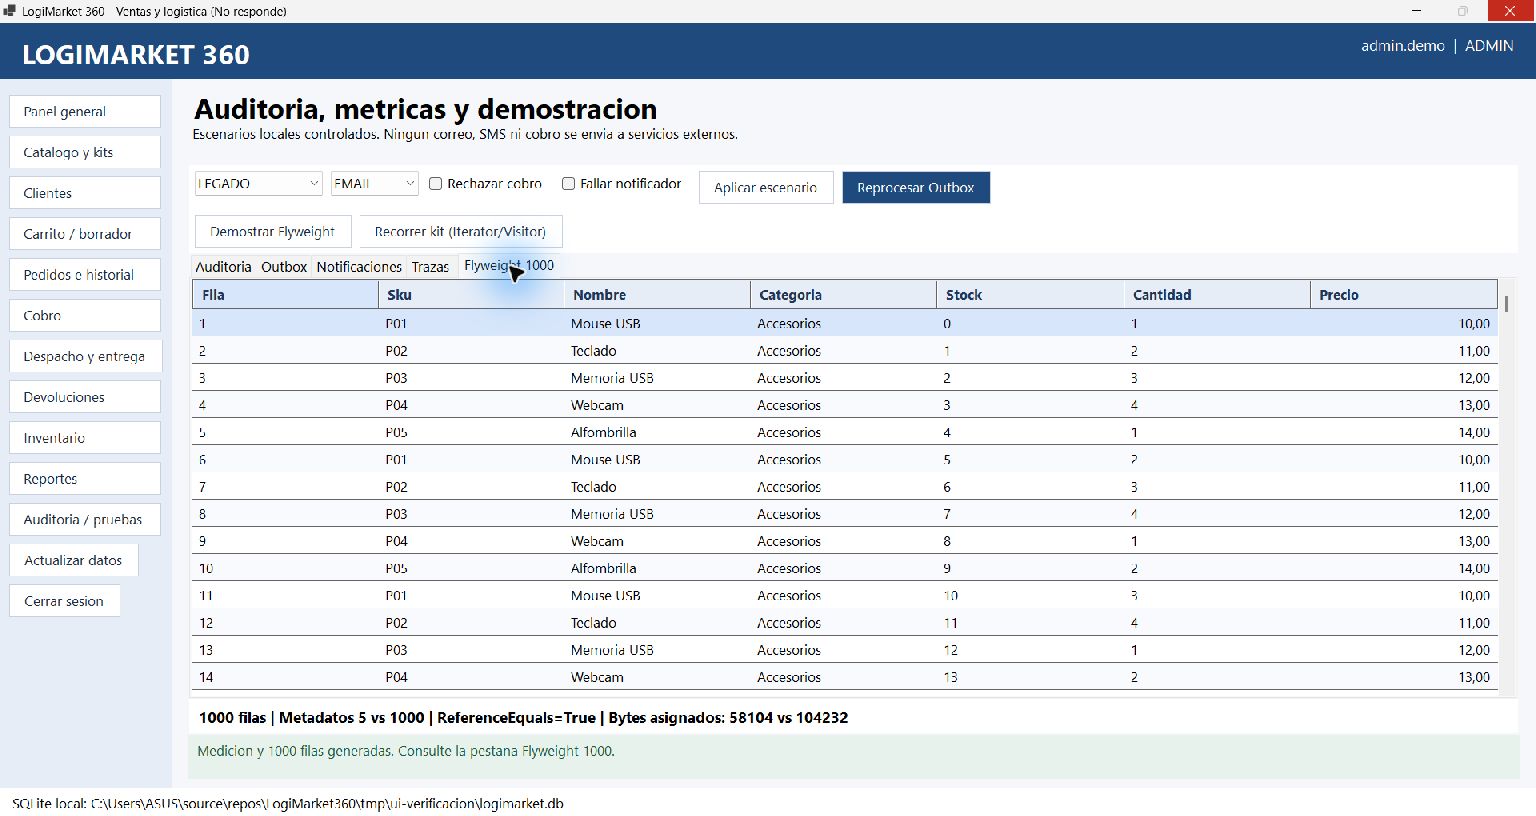 LogiMarket 360 - Ventas y logistica (No responde)
LOGIMARKET 360
admin.demo | ADMIN
Panel general
Catalogo y kits
Clientes
Carrito / borrador
Pedidos e historial
Cobro
Despacho y entrega
Devoluciones
Inventario
Reportes
Auditoria / pruebas
Actualizar datos
Cerrar sesion
Auditoria, metricas y demostracion
Escenarios locales controlados. Ningun correo, SMS ni cobro se envia a servicios externos.
LEGADO EMAIL Rechazar cobro Fallar notificador Aplicar escenario Reprocesar Outbox
Demostrar Flyweight Recorrer kit (Iterator/Visitor)
Auditoria Outbox Notificaciones Trazas Flyweight 1000
Fila Sku Nombre Categoria Stock Cantidad Precio
1 P01 Mouse USB Accesorios 0 1 10,00
2 P02 Teclado Accesorios 1 2 11,00
3 P03 Memoria USB Accesorios 2 3 12,00
4 P04 Webcam Accesorios 3 4 13,00
5 P05 Alfombrilla Accesorios 4 1 14,00
6 P01 Mouse USB Accesorios 5 2 10,00
7 P02 Teclado Accesorios 6 3 11,00
8 P03 Memoria USB Accesorios 7 4 12,00
9 P04 Webcam Accesorios 8 1 13,00
10 P05 Alfombrilla Accesorios 9 2 14,00
11 P01 Mouse USB Accesorios 10 3 10,00
12 P02 Teclado Accesorios 11 4 11,00
13 P03 Memoria USB Accesorios 12 1 12,00
14 P04 Webcam Accesorios 13 2 13,00
1000 filas | Metadatos 5 vs 1000 | ReferenceEquals=True | Bytes asignados: 58104 vs 104232
Medicion y 1000 filas generadas. Consulte la pestana Flyweight 1000.
SQLite local: C:\Users\ASUS\source\repos\LogiMarket360\tmp\ui-verificacion\logimarket.db